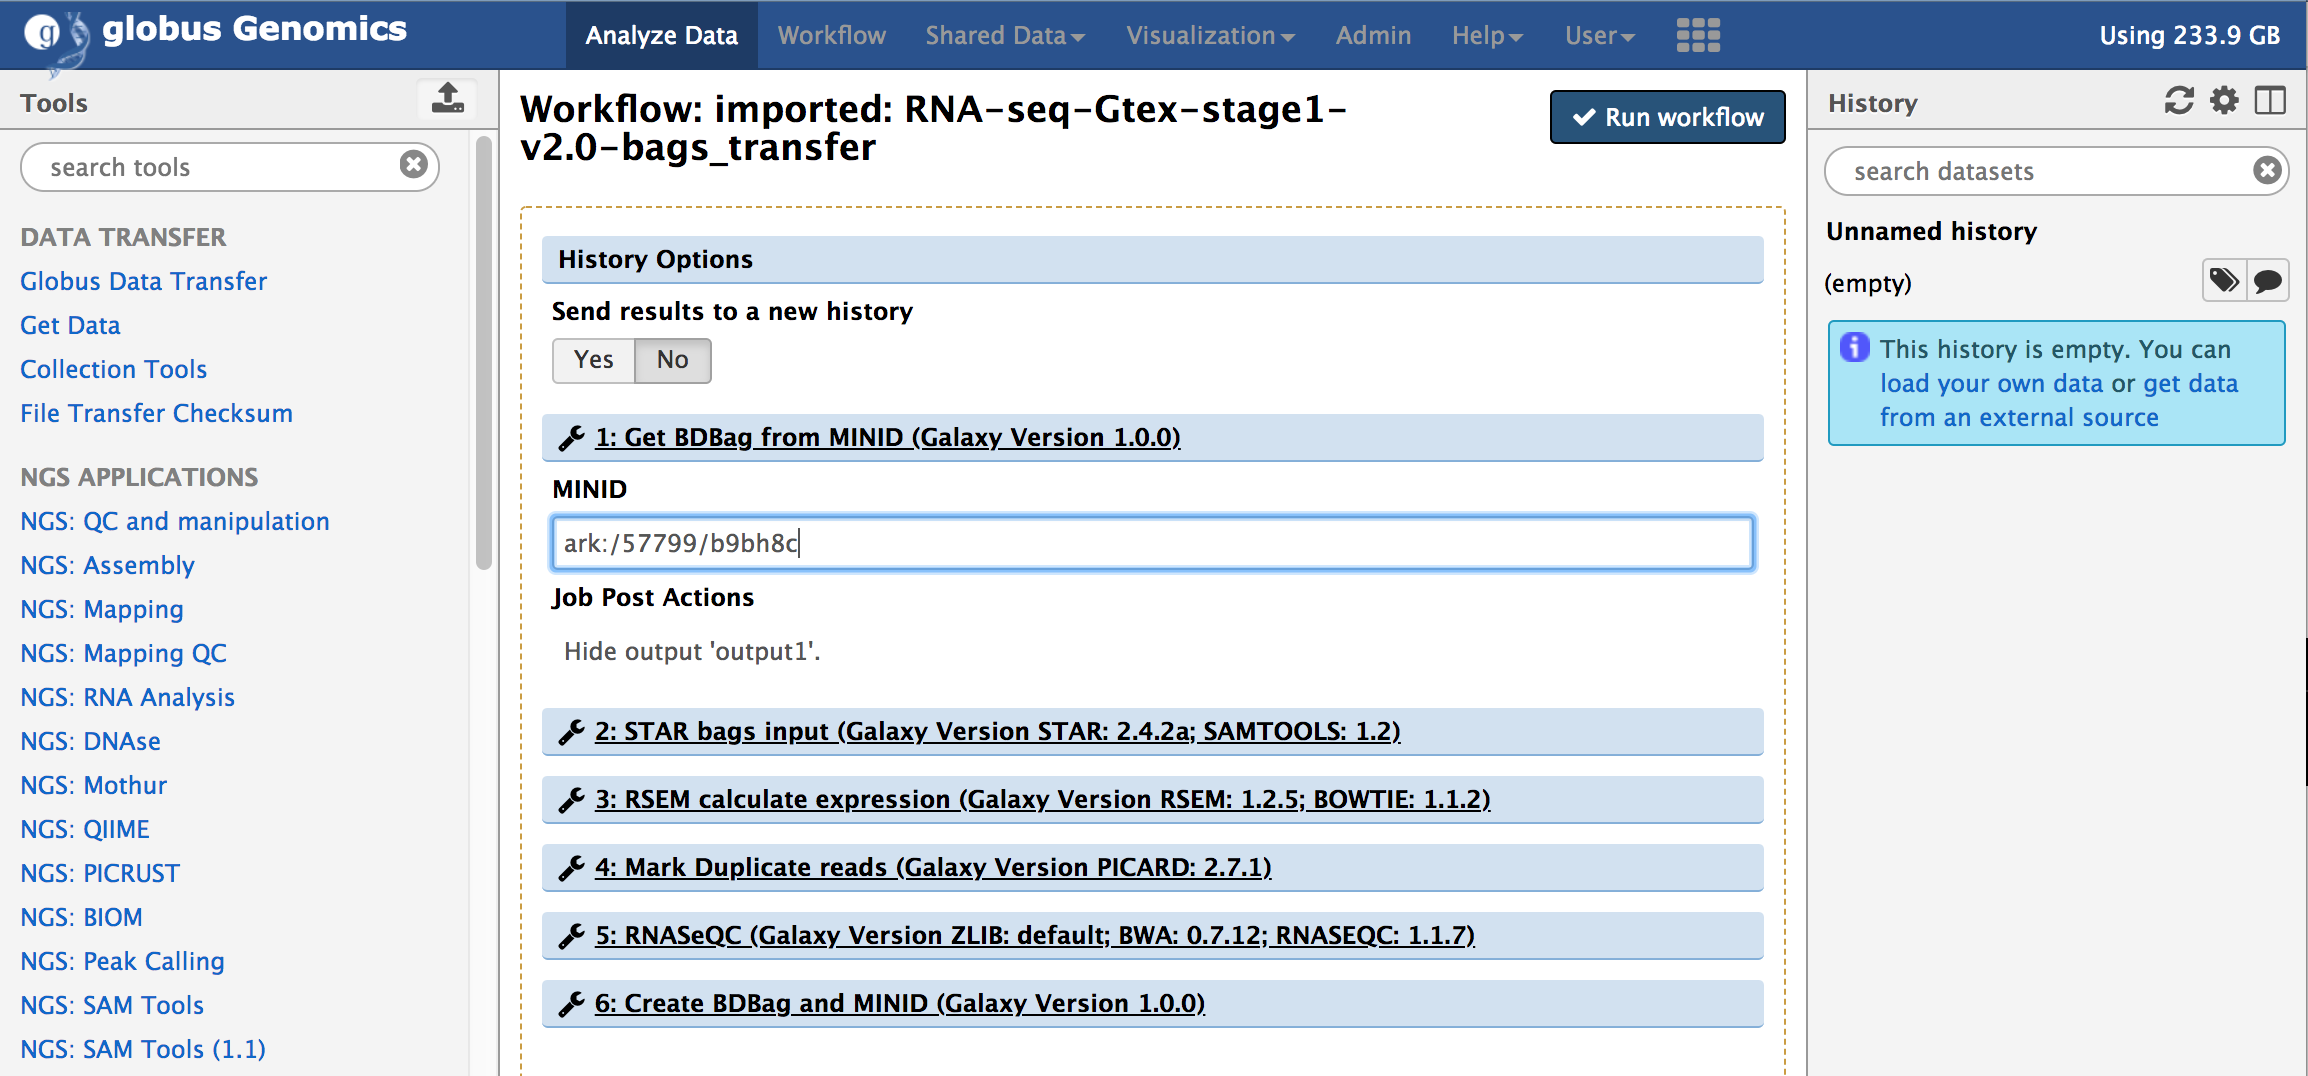 g globus Genomics
Analyze Data Workflow Shared Data Visualization Admin Help User
Using 233.9 GB
Tools
search tools
DATA TRANSFER
Globus Data Transfer
Get Data
Collection Tools
File Transfer Checksum
NGS APPLICATIONS
NGS: QC and manipulation
NGS: Assembly
NGS: Mapping
NGS: Mapping QC
NGS: RNA Analysis
NGS: DNAse
NGS: Mothur
NGS: QIIME
NGS: PICRUST
NGS: BIOM
NGS: Peak Calling
NGS: SAM Tools
NGS: SAM Tools (1.1)
Workflow: imported: RNA-seq-Gtex-stage1-
v2.0-bags_transfer
Run workflow
History Options
Send results to a new history
Yes No
1: Get BDBag from MINID (Galaxy Version 1.0.0)
MINID
ark:/57799/b9bh8c
Job Post Actions
Hide output 'output1'.
2: STAR bags input (Galaxy Version STAR: 2.4.2a; SAMTOOLS: 1.2)
3: RSEM calculate expression (Galaxy Version RSEM: 1.2.5; BOWTIE: 1.1.2)
4: Mark Duplicate reads (Galaxy Version PICARD: 2.7.1)
5: RNASeQC (Galaxy Version ZLIB: default; BWA: 0.7.12; RNASEQC: 1.1.7)
6: Create BDBag and MINID (Galaxy Version 1.0.0)
History
search datasets
Unnamed history
(empty)
This history is empty. You can
load your own data or get data
from an external source